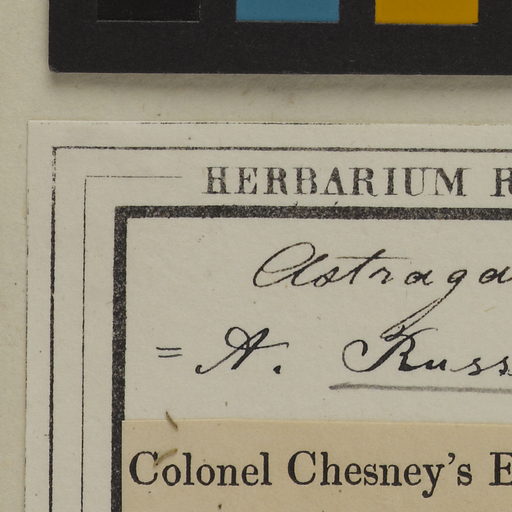 HERBARIUM R
Astraga
= A. Russ
Colonel Chesney's E